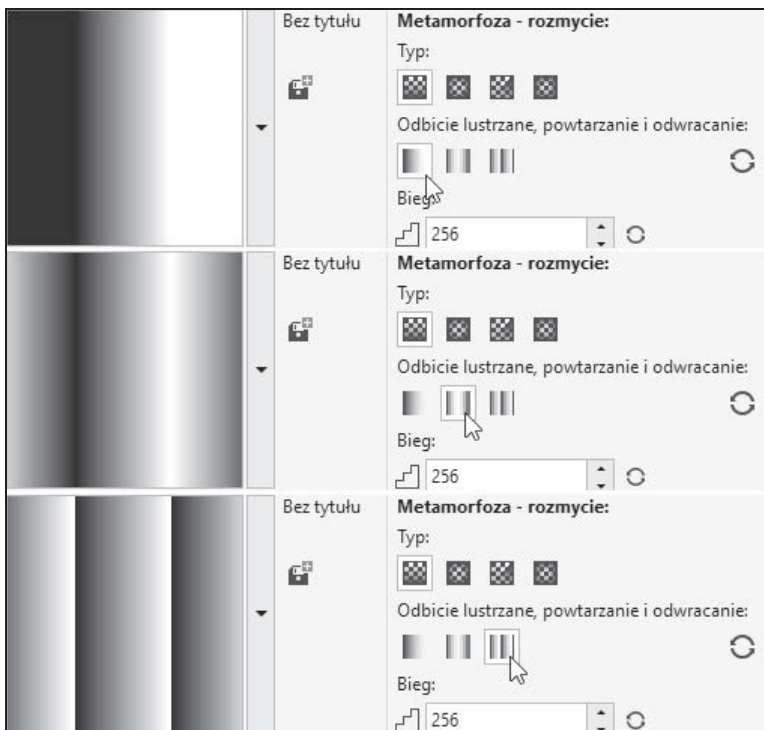 Bez tytułu
Metamorfoza - rozmycie:
Typ:
Odbicie lustrzane, powtarzanie i odwracanie:
Bieg:
256
Bez tytułu
Metamorfoza - rozmycie:
Typ:
Odbicie lustrzane, powtarzanie i odwracanie:
Bieg:
256
Bez tytułu
Metamorfoza - rozmycie:
Typ:
Odbicie lustrzane, powtarzanie i odwracanie:
Bieg:
256